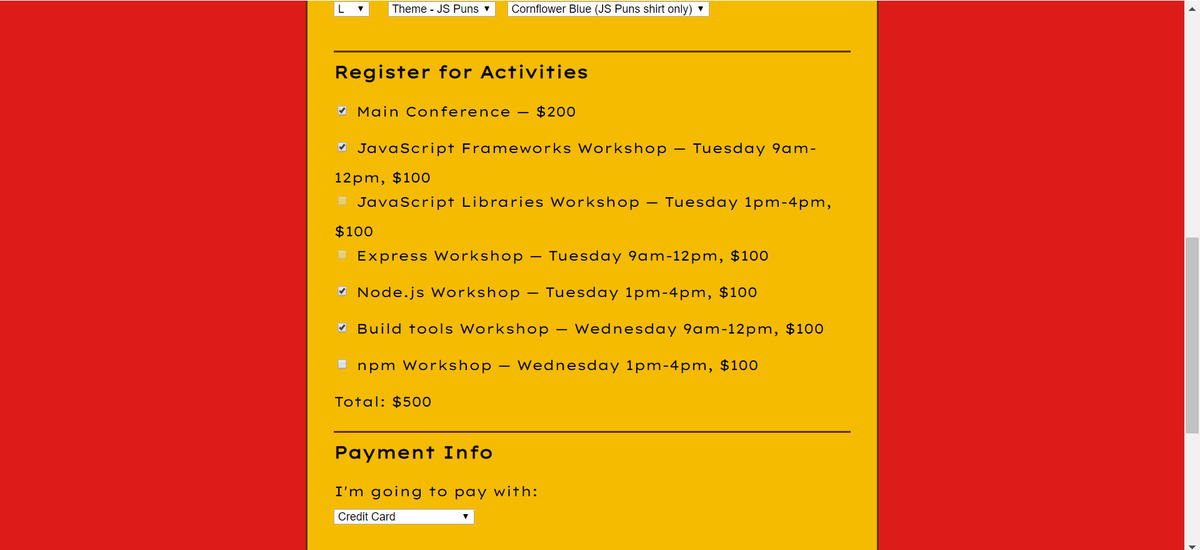 L Theme - JS Puns Cornflower Blue (JS Puns shirt only)
Register for Activities
Main Conference — $200
JavaScript Frameworks Workshop — Tuesday 9am-
12pm, $100
JavaScript Libraries Workshop — Tuesday 1pm-4pm,
$100
Express Workshop — Tuesday 9am-12pm, $100
Node.js Workshop — Tuesday 1pm-4pm, $100
Build tools Workshop — Wednesday 9am-12pm, $100
npm Workshop — Wednesday 1pm-4pm, $100
Total: $500
Payment Info
I'm going to pay with:
Credit Card